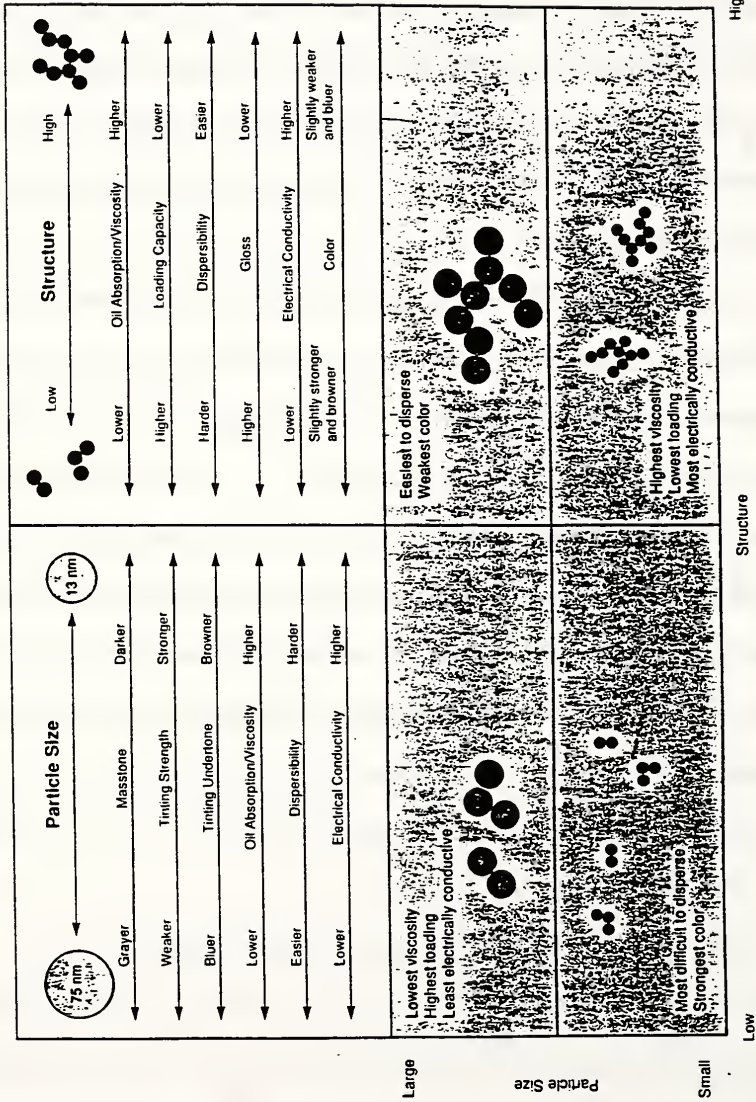 Particle Size
75 nm
13 nm
Grayer Masstone Darker
Weaker Tinting Strength Stronger
Bluer Tinting Undertone Browner
Lower Oil Absorption/Viscosity Higher
Easier Dispersibility Harder
Lower Electrical Conductivity Higher
Structure
Low High
Lower Oil Absorption/Viscosity Higher
Higher Loading Capacity Lower
Harder Dispersibility Easier
Higher Gloss Lower
Lower Electrical Conductivity Higher
Slightly stronger Color Slightly weaker
and browner and bluer
Large
Particle Size
Small
Lowest viscosity
Highest loading
Least electrically conductive
Easiest to disperse
Weakest color
Most difficult to disperse
Strongest color
Highest viscosity
Lowest loading
Most electrically conductive
Low Structure Hig